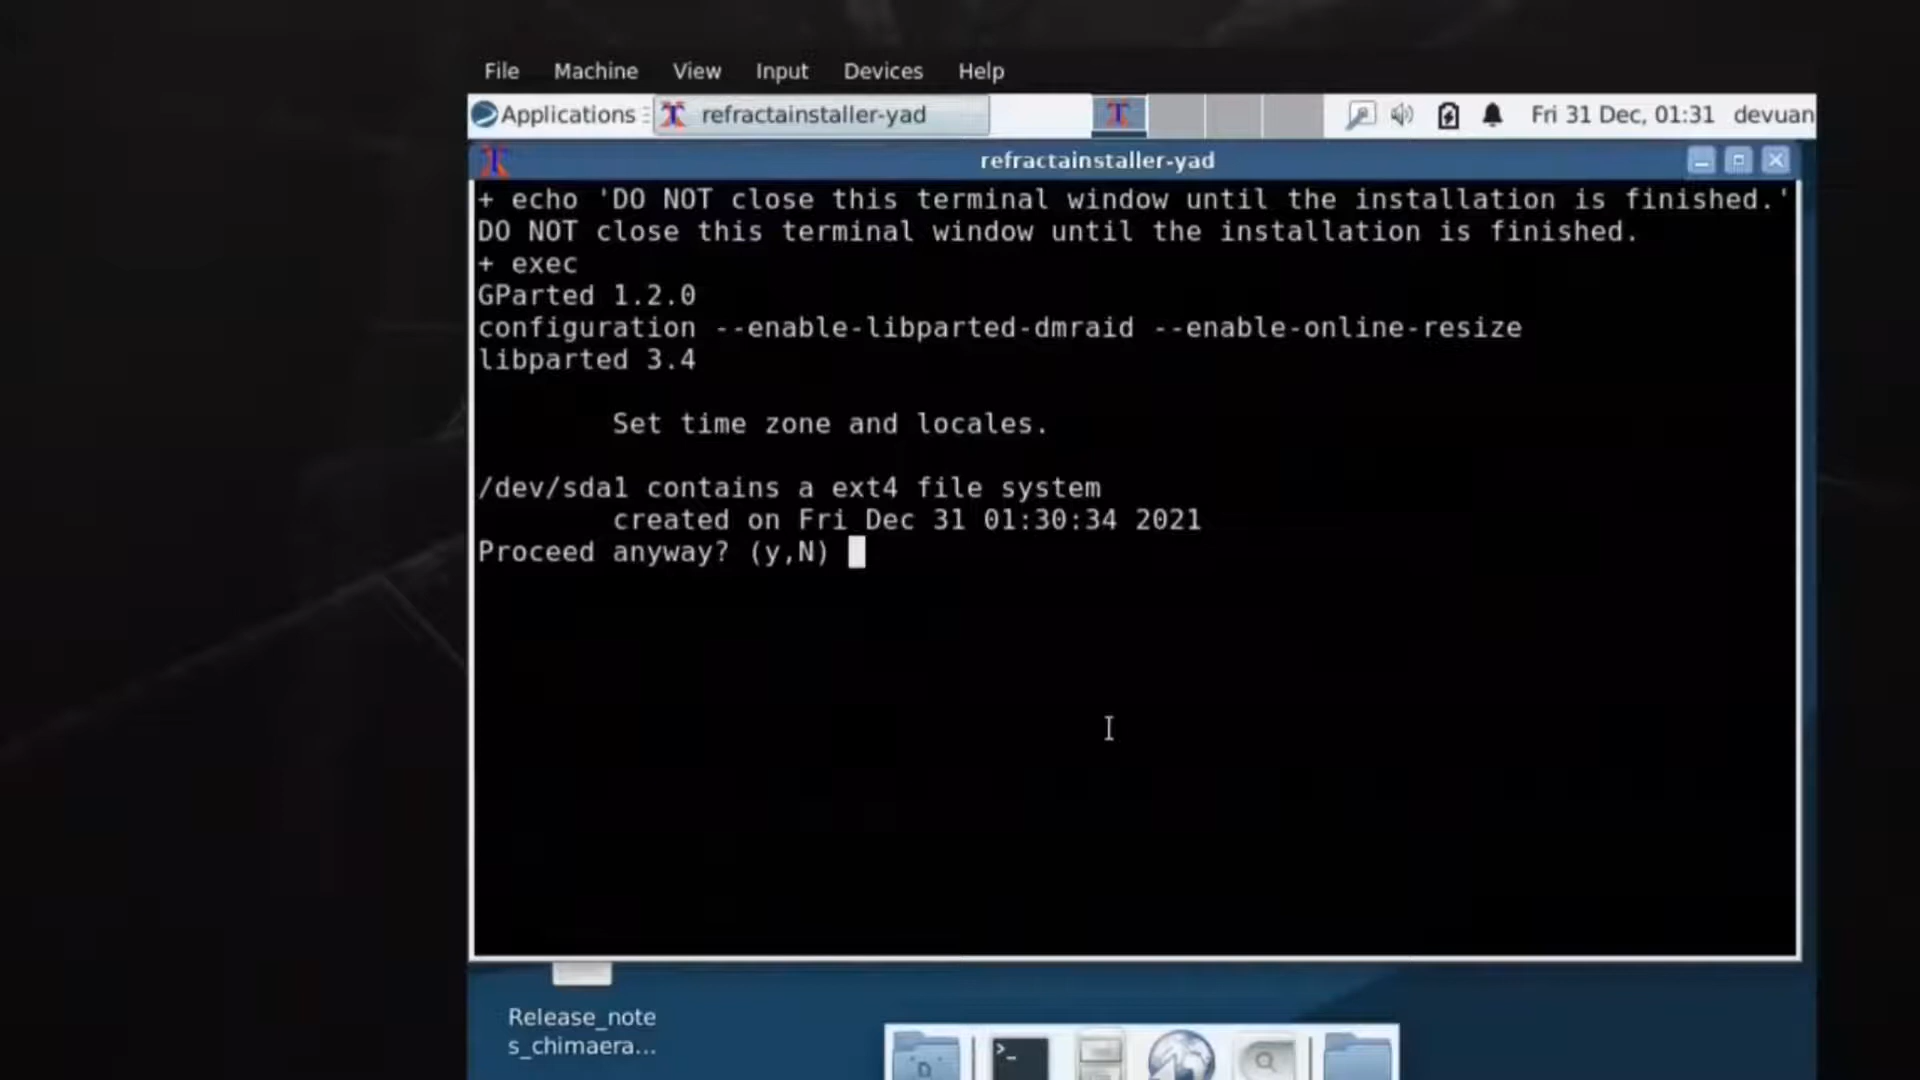 File Machine View Input Devices Help
Applications refractainstaller-yad Fri 31 Dec, 01:31 devuan
refractainstaller-yad
+ echo 'DO NOT close this terminal window until the installation is finished.'
DO NOT close this terminal window until the installation is finished.
+ exec
GParted 1.2.0
configuration --enable-libparted-dmraid --enable-online-resize
libparted 3.4
Set time zone and locales.
/dev/sda1 contains a ext4 file system
created on Fri Dec 31 01:30:34 2021
Proceed anyway? (y,N)
Release_note
s_chimaera...